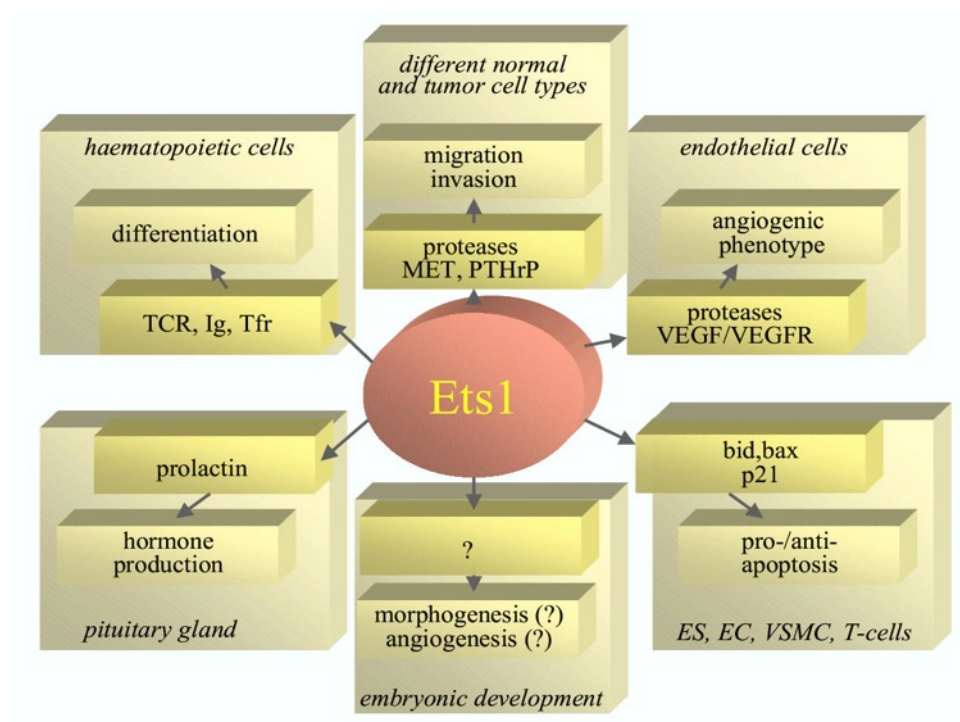 different normal
and tumor cell types
migration
invasion
proteases
MET, PTHrP
haematopoietic cells
differentiation
TCR, Ig, Tfr
endothelial cells
angiogenic
phenotype
proteases
VEGF/VEGFR
Ets1
prolactin
hormone
production
pituitary gland
?
morphogenesis (?)
angiogenesis (?)
embryonic development
bid,bax
p21
pro-/anti-
apoptosis
ES, EC, VSMC, T-cells